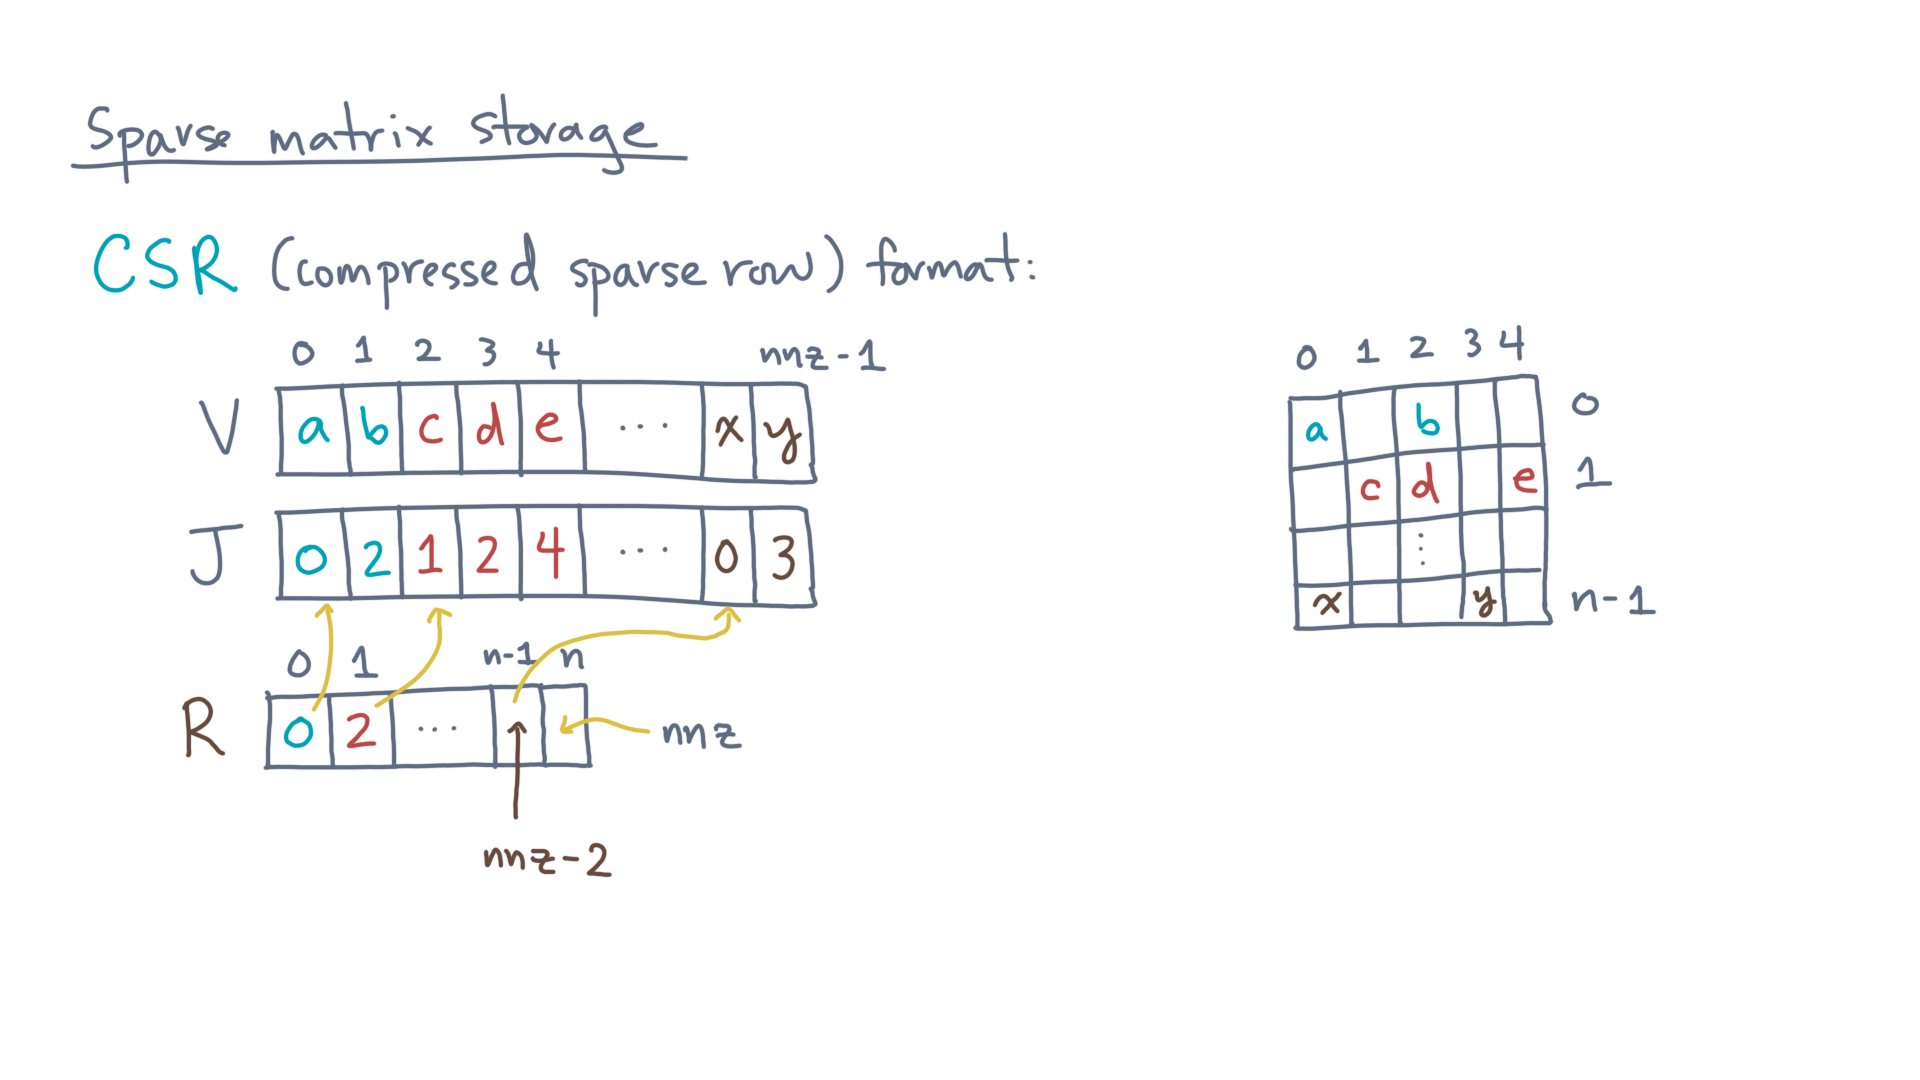 Sparse matrix storage
CSR (compressed sparse row) format:
0 1 2 3 4 nnz-1
V a b c d e ... x y
J 0 2 1 2 4 ... 0 3
0 1 n-1 n
R 0 2 ... nnz
nnz-2
0 1 2 3 4
a b 0
c d e 1
⋮
x y n-1